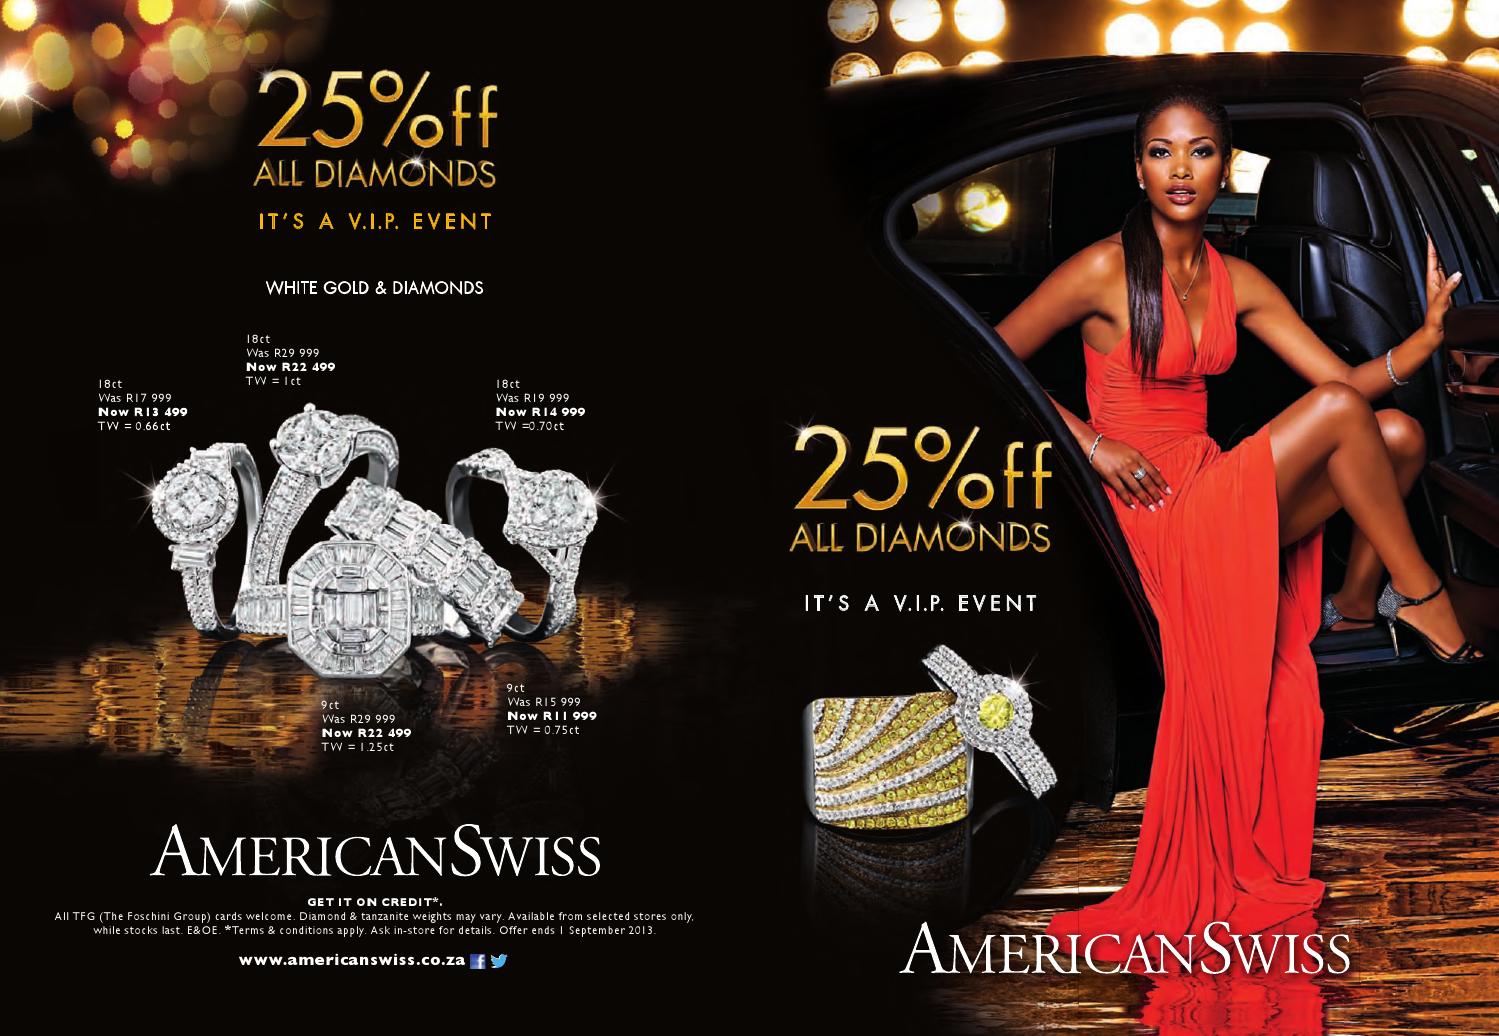 25%off
ALL DIAMONDS
IT'S A V.I.P. EVENT
WHITE GOLD & DIAMONDS
18ct
Was R29 999
Now R22 499
TW = 1ct
18ct
Was R17 999
Now R13 499
TW = 0.66ct
18ct
Was R19 999
Now R14 999
TW =0.70ct
9ct
Was R29 999
Now R22 499
TW = 1.25ct
9ct
Was R15 999
Now R11 999
TW = 0.75ct
AMERICANSWISS
GET IT ON CREDIT*.
All TFG (The Foschini Group) cards welcome. Diamond & tanzanite weights may vary. Available from selected stores only,
while stocks last. E&OE. *Terms & conditions apply. Ask in-store for details. Offer ends 1 September 2013.
www.americanswiss.co.za
25%off
ALL DIAMONDS
IT'S A V.I.P. EVENT
AMERICANSWISS